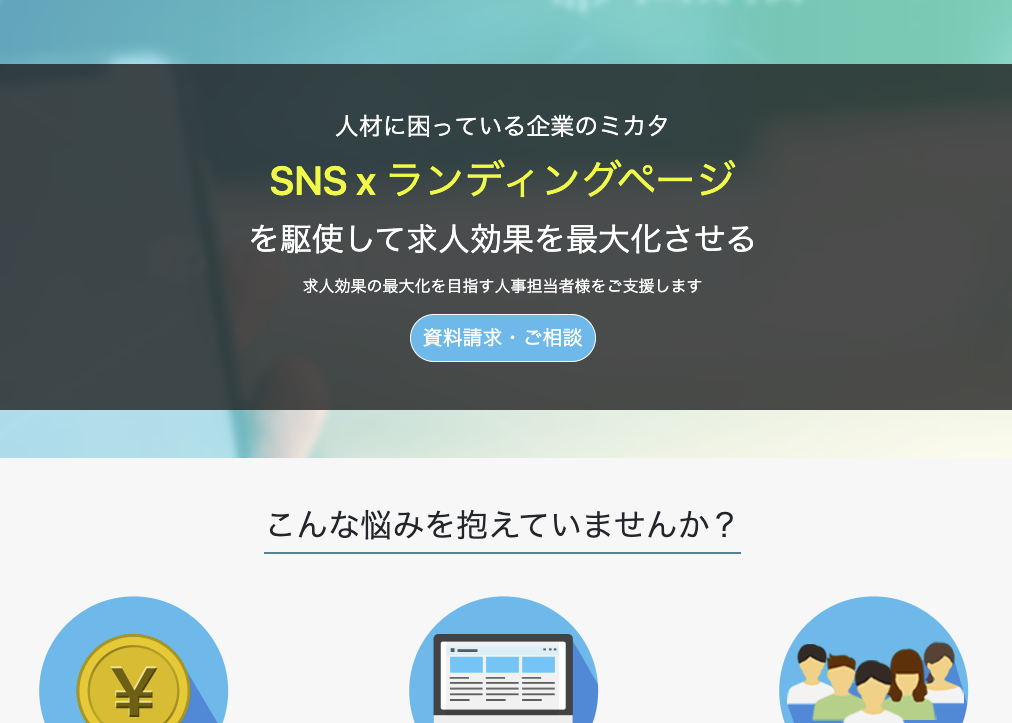 人材に困っている企業のミカタ
SNS x ランディングページ
を駆使して求人効果を最大化させる
求人効果の最大化を目指す人事担当者様をご支援します
資料請求・ご相談
こんな悩みを抱えていませんか？
¥